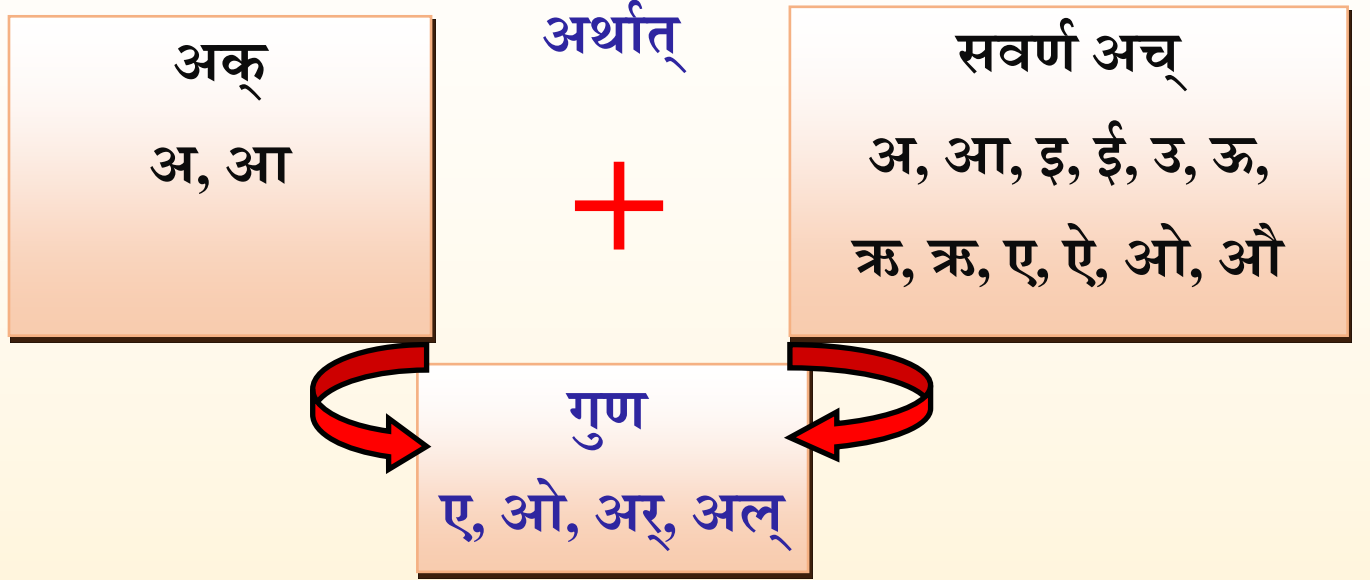 अक्
अ, आ
अर्थात्
+
सवर्ण अच्
अ, आ, इ, ई, उ, ऊ,
ऋ, ऋ, ए, ऐ, ओ, औ
गुण
ए, ओ, अर्, अल्